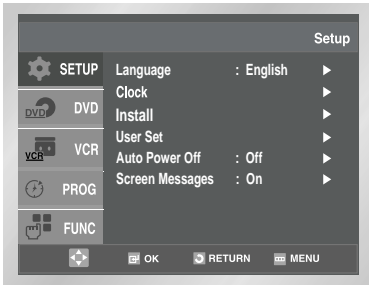 Setup
SETUP
DVD
DVD
VCR
VCR
PROG
FUNC
Language : English
Clock
Install
User Set
Auto Power Off : Off
Screen Messages : On
OK RETURN MENU